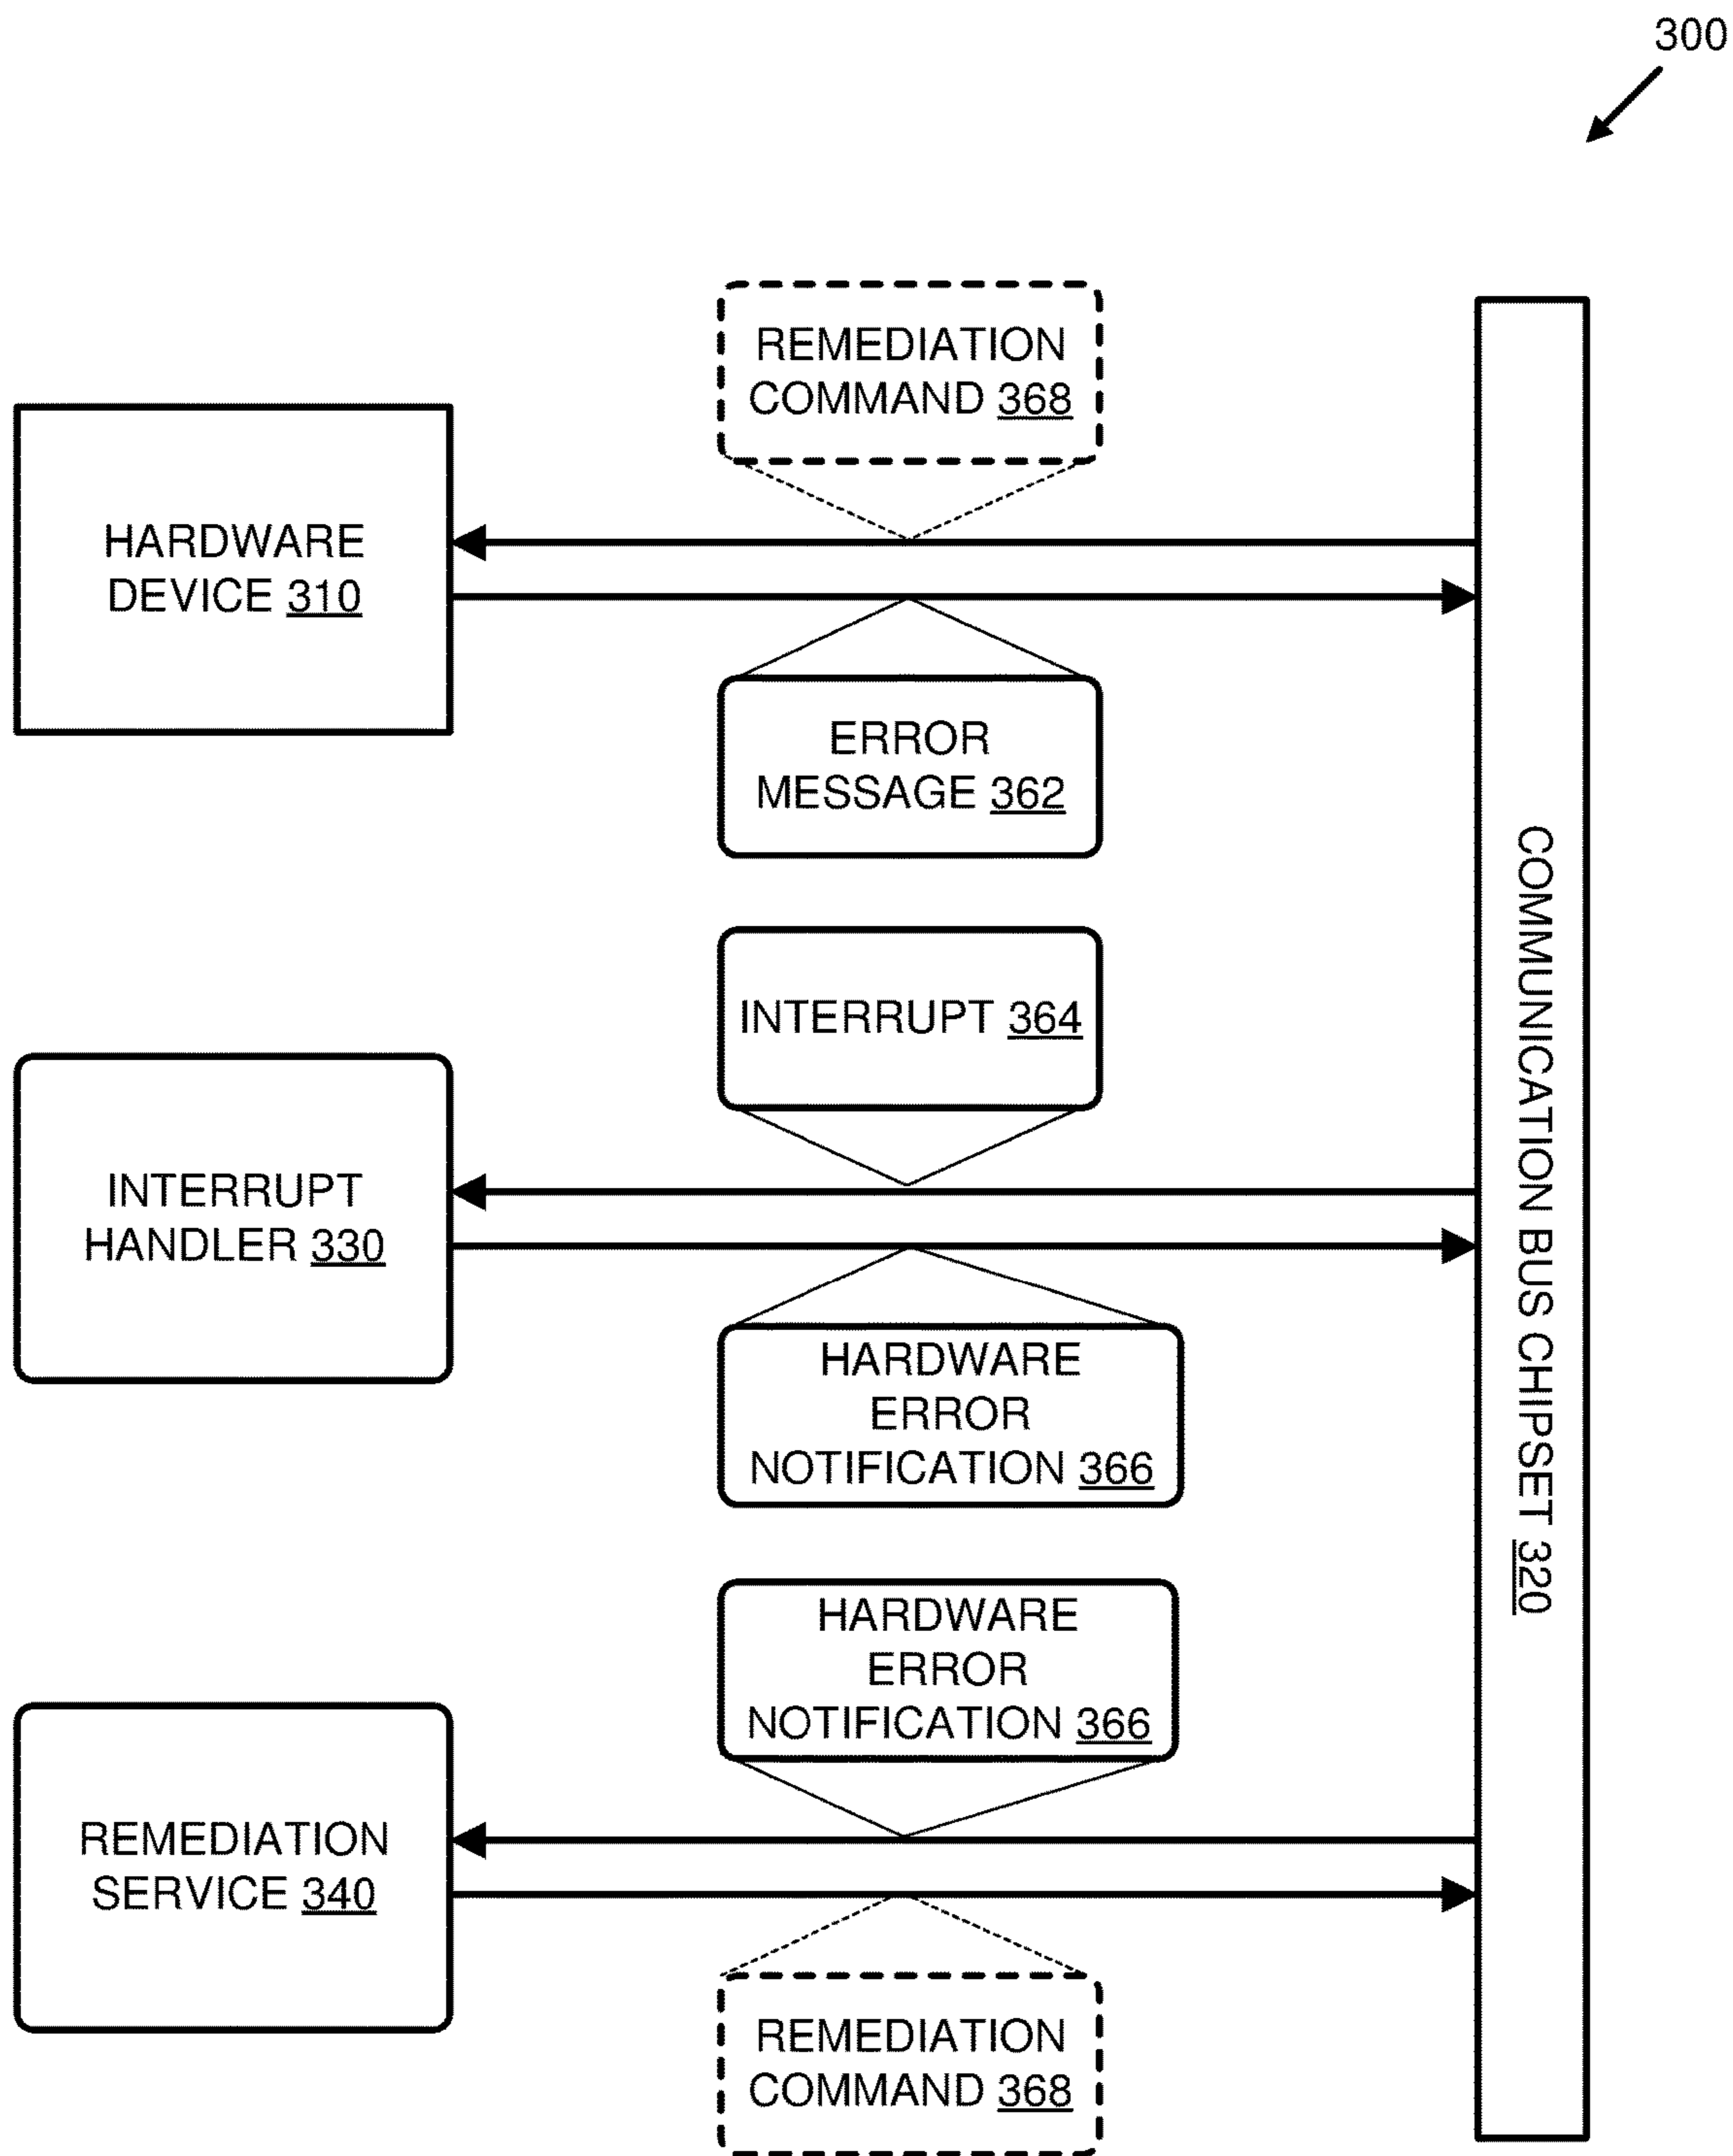 300
REMEDIATION
COMMAND 368
HARDWARE
DEVICE 310
ERROR
MESSAGE 362
INTERRUPT 364
INTERRUPT
HANDLER 330
HARDWARE
ERROR
NOTIFICATION 366
HARDWARE
ERROR
NOTIFICATION 366
REMEDIATION
SERVICE 340
REMEDIATION
COMMAND 368
COMMUNICATION BUS CHIPSET 320